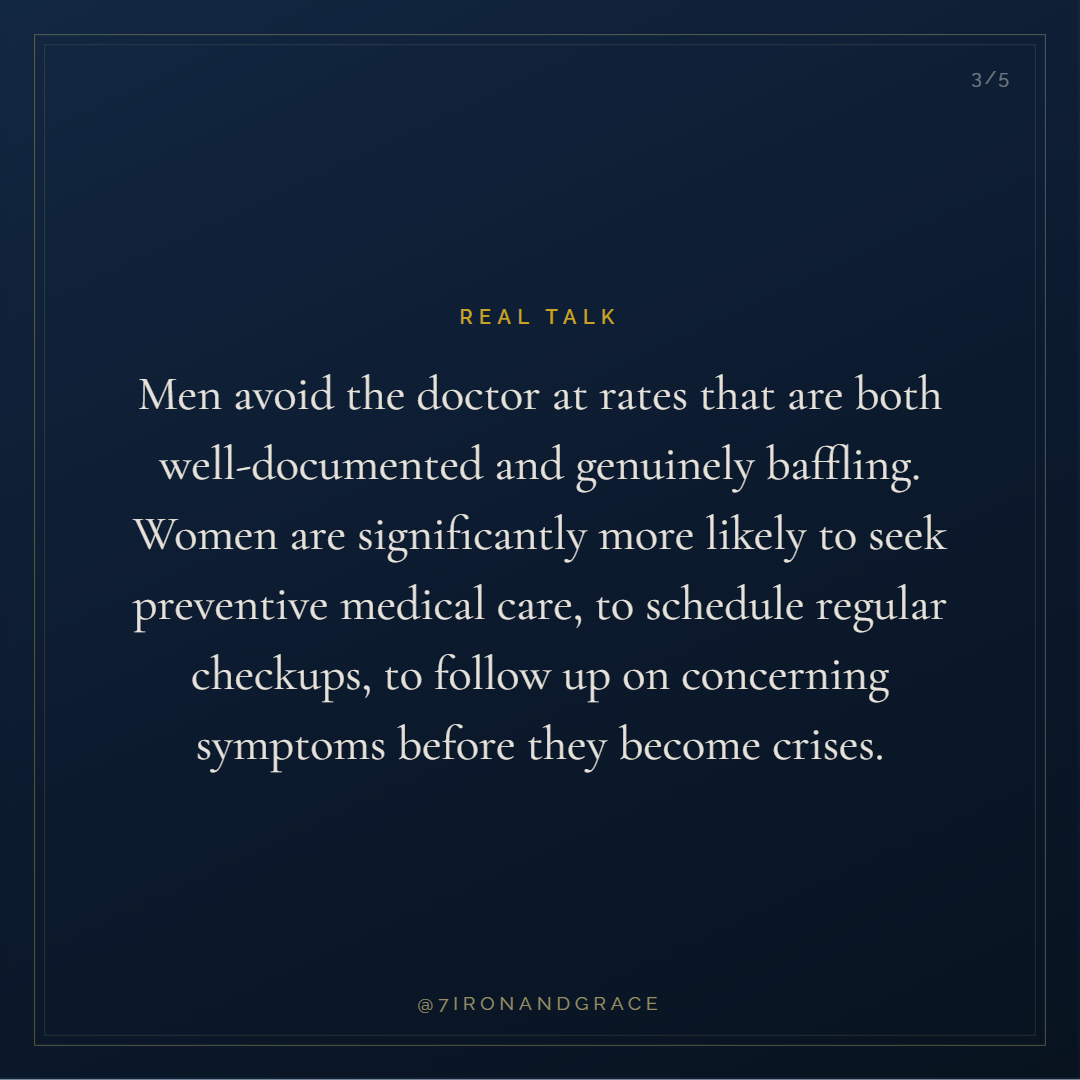 3/5
REAL TALK
Men avoid the doctor at rates that are both
well-documented and genuinely baffling.
Women are significantly more likely to seek
preventive medical care, to schedule regular
checkups, to follow up on concerning
symptoms before they become crises.
@7IRONANDGRACE